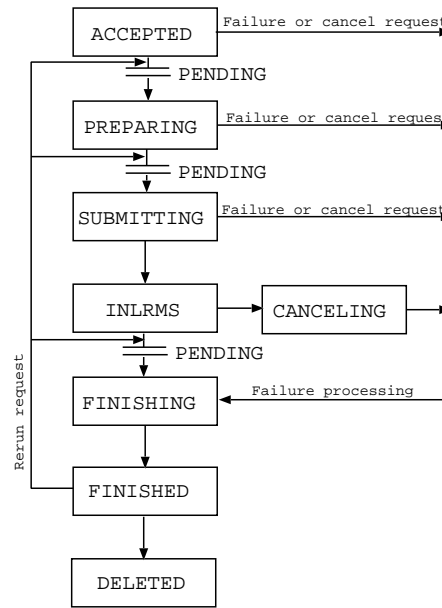 ACCEPTED
Failure or cancel request
PENDING
PREPARING
Failure or cancel request
PENDING
SUBMITTING
Failure or cancel request
INLRMS
CANCELING
PENDING
Rerun request
FINISHING
Failure processing
FINISHED
DELETED